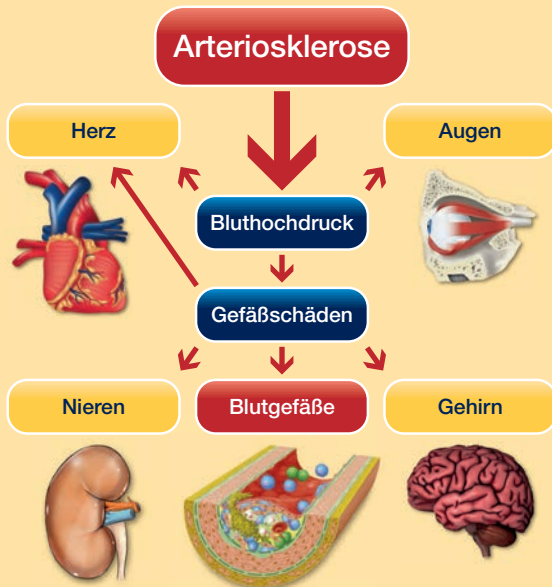 Arteriosklerose
Herz
Augen
Bluthochdruck
Gefäßschäden
Nieren
Blutgefäße
Gehirn